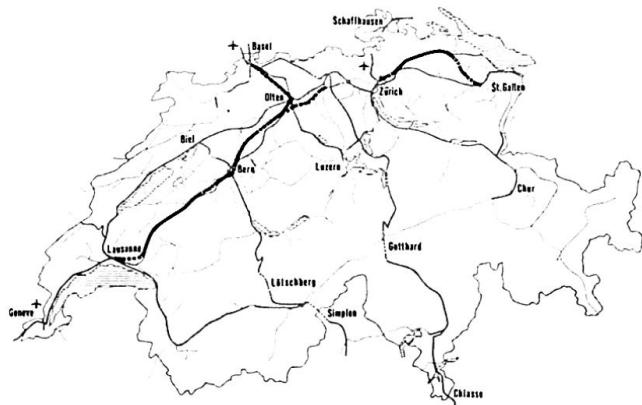 Schaffhausen
Basel
Olten
Zürich
St.Gallen
Biel
Bern
Luzern
Chur
Lausanne
Gotthard
Lötschberg
Genève
Simplon
Chiasso